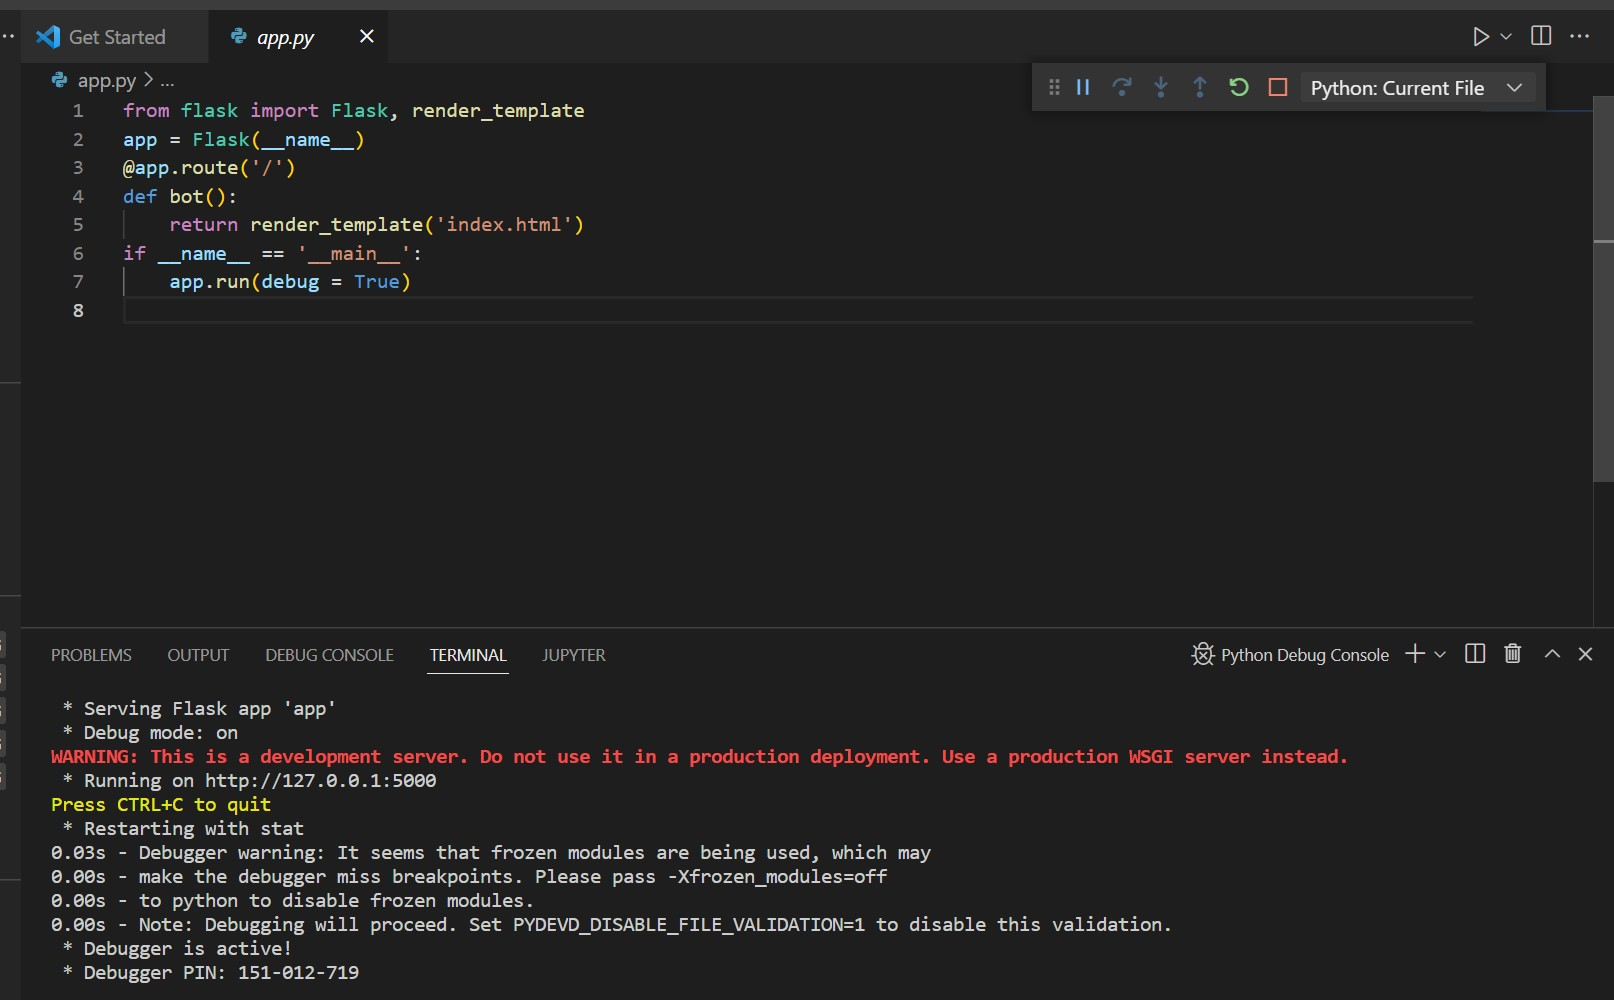 Get Started
app.py
app.py > ...
Python: Current File
1 from flask import Flask, render_template
2 app = Flask(__name__)
3 @app.route('/')
4 def bot():
5     return render_template('index.html')
6 if __name__ == '__main__':
7     app.run(debug = True)
8
PROBLEMS OUTPUT DEBUG CONSOLE TERMINAL JUPYTER
Python Debug Console
* Serving Flask app 'app'
* Debug mode: on
WARNING: This is a development server. Do not use it in a production deployment. Use a production WSGI server instead.
* Running on http://127.0.0.1:5000
Press CTRL+C to quit
* Restarting with stat
0.03s - Debugger warning: It seems that frozen modules are being used, which may
0.00s - make the debugger miss breakpoints. Please pass -Xfrozen_modules=off
0.00s - to python to disable frozen modules.
0.00s - Note: Debugging will proceed. Set PYDEVD_DISABLE_FILE_VALIDATION=1 to disable this validation.
* Debugger is active!
* Debugger PIN: 151-012-719